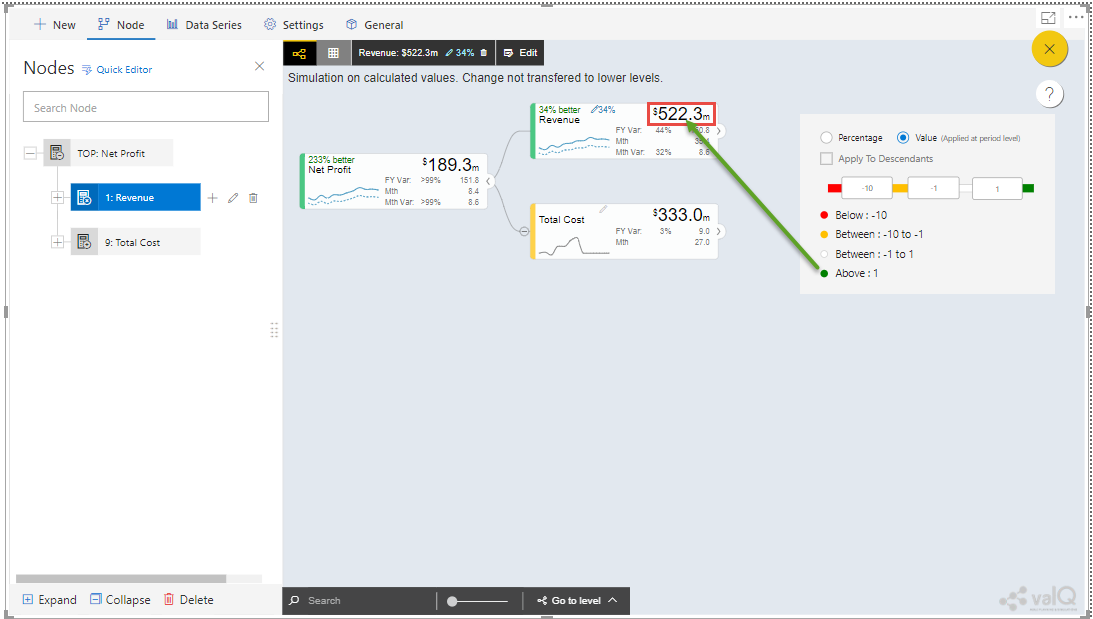 New
Node
Data Series
Settings
General
Nodes
Quick Editor
Search Node
TOP: Net Profit
1: Revenue
9: Total Cost
Expand
Collapse
Delete
Revenue: $522.3m
34%
Edit
Simulation on calculated values. Change not transfered to lower levels.
233% better
Net Profit
$189.3m
FY Var: >99% 151.8
Mth 8.4
Mth Var: >99% 8.6
34% better
34%
Revenue
$522.3m
FY Var: 44%
Mth
Mth Var: 32% 8.6
Total Cost
$333.0m
FY Var: 3% 9.0
Mth 27.0
?
Percentage
Value (Applied at period level)
Apply To Descendants
-10
-1
1
Below : -10
Between : -10 to -1
Between : -1 to 1
Above : 1
Search
Go to level
valQ